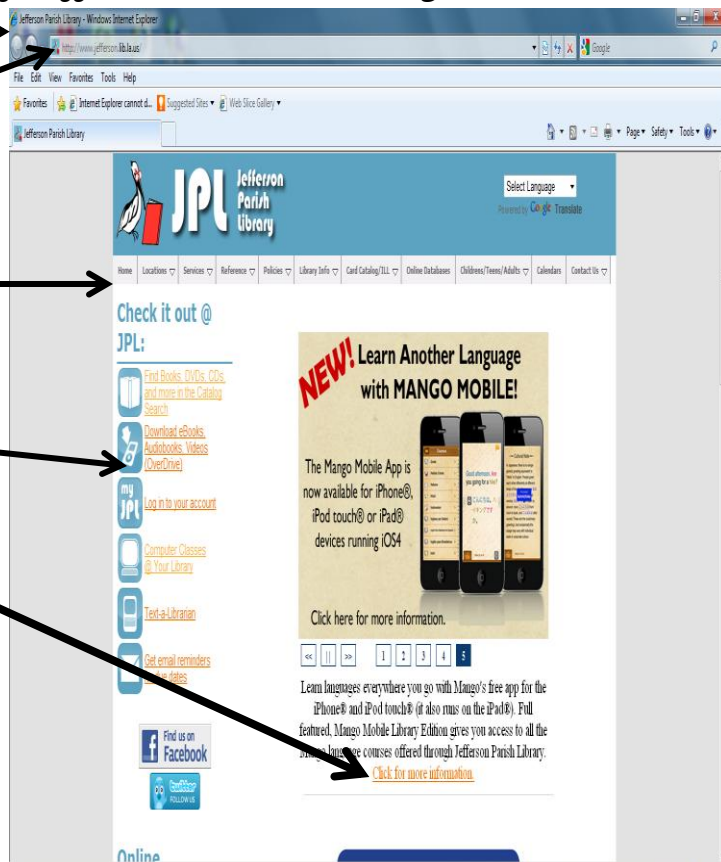 Jefferson Parish Library - Windows Internet Explorer
http://www.jefferson.lib.la.us/
Google
File Edit View Favorites Tools Help
Favorites Internet Explorer cannot d... Suggested Sites Web Slice Gallery
Jefferson Parish Library
Page Safety Tools
JPL Jefferson
Parish
Library
Select Language
Powered by Google Translate
Home Locations Services Reference Policies Library Info Card Catalog/ILL Online Databases Childrens/Teens/Adults Calendars Contact Us
Check it out @
JPL:
Find Books, DVDs, CDs,
and more in the Catalog
Search
Download eBooks,
Audiobooks, Videos
(OverDrive)
my
JPL
Log in to your account
Computer Classes
@ Your Library
Text-a-Librarian
Get email reminders
due dates
Find us on
Facebook
twitter
FOLLOW US
Online
NEW! Learn Another Language
with MANGO MOBILE!
The Mango Mobile App is
now available for iPhone®,
iPod touch® or iPad®
devices running iOS4
Click here for more information.
<< || >> 1 2 3 4 5
Learn languages everywhere you go with Mango's free app for the
iPhone® and iPod touch® (it also runs on the iPad®). Full
featured, Mango Mobile Library Edition gives you access to all the
Mango language courses offered through Jefferson Parish Library.
Click for more information.